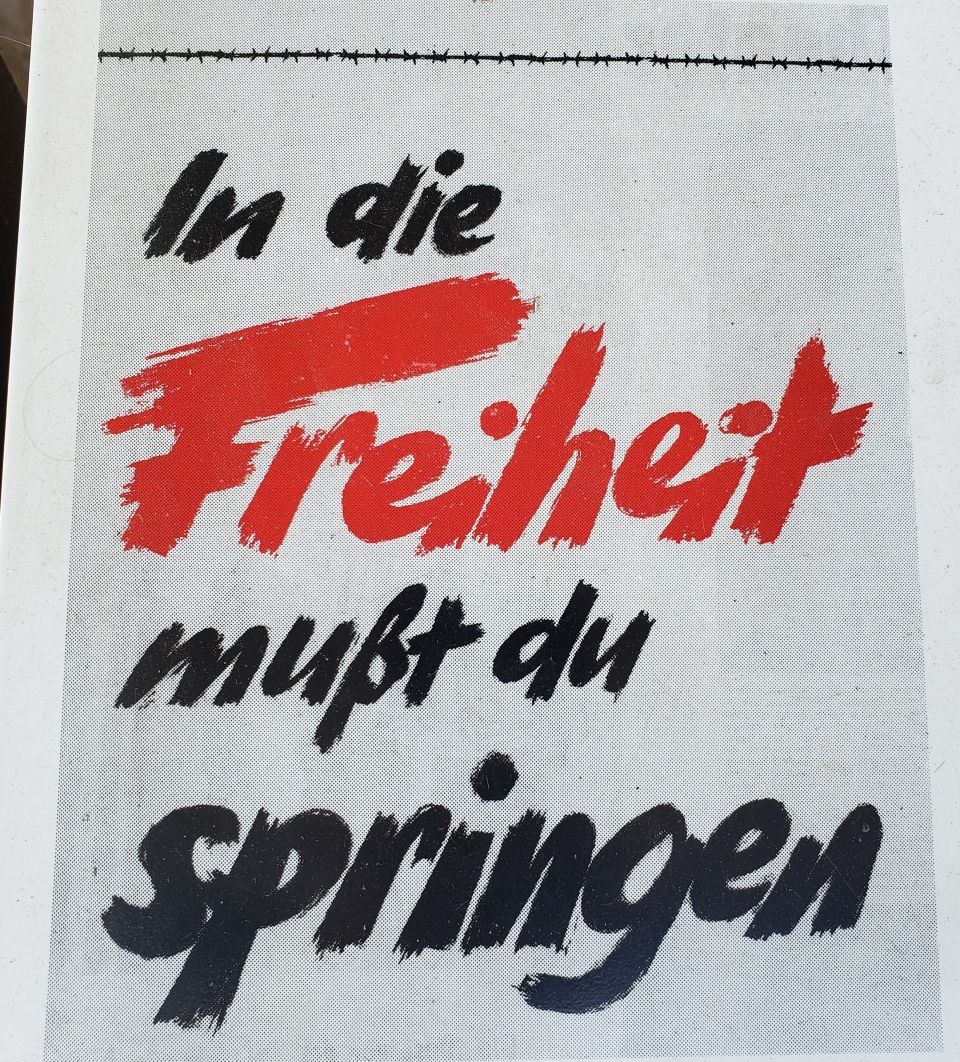 In die
Freiheit
mußt du
springen